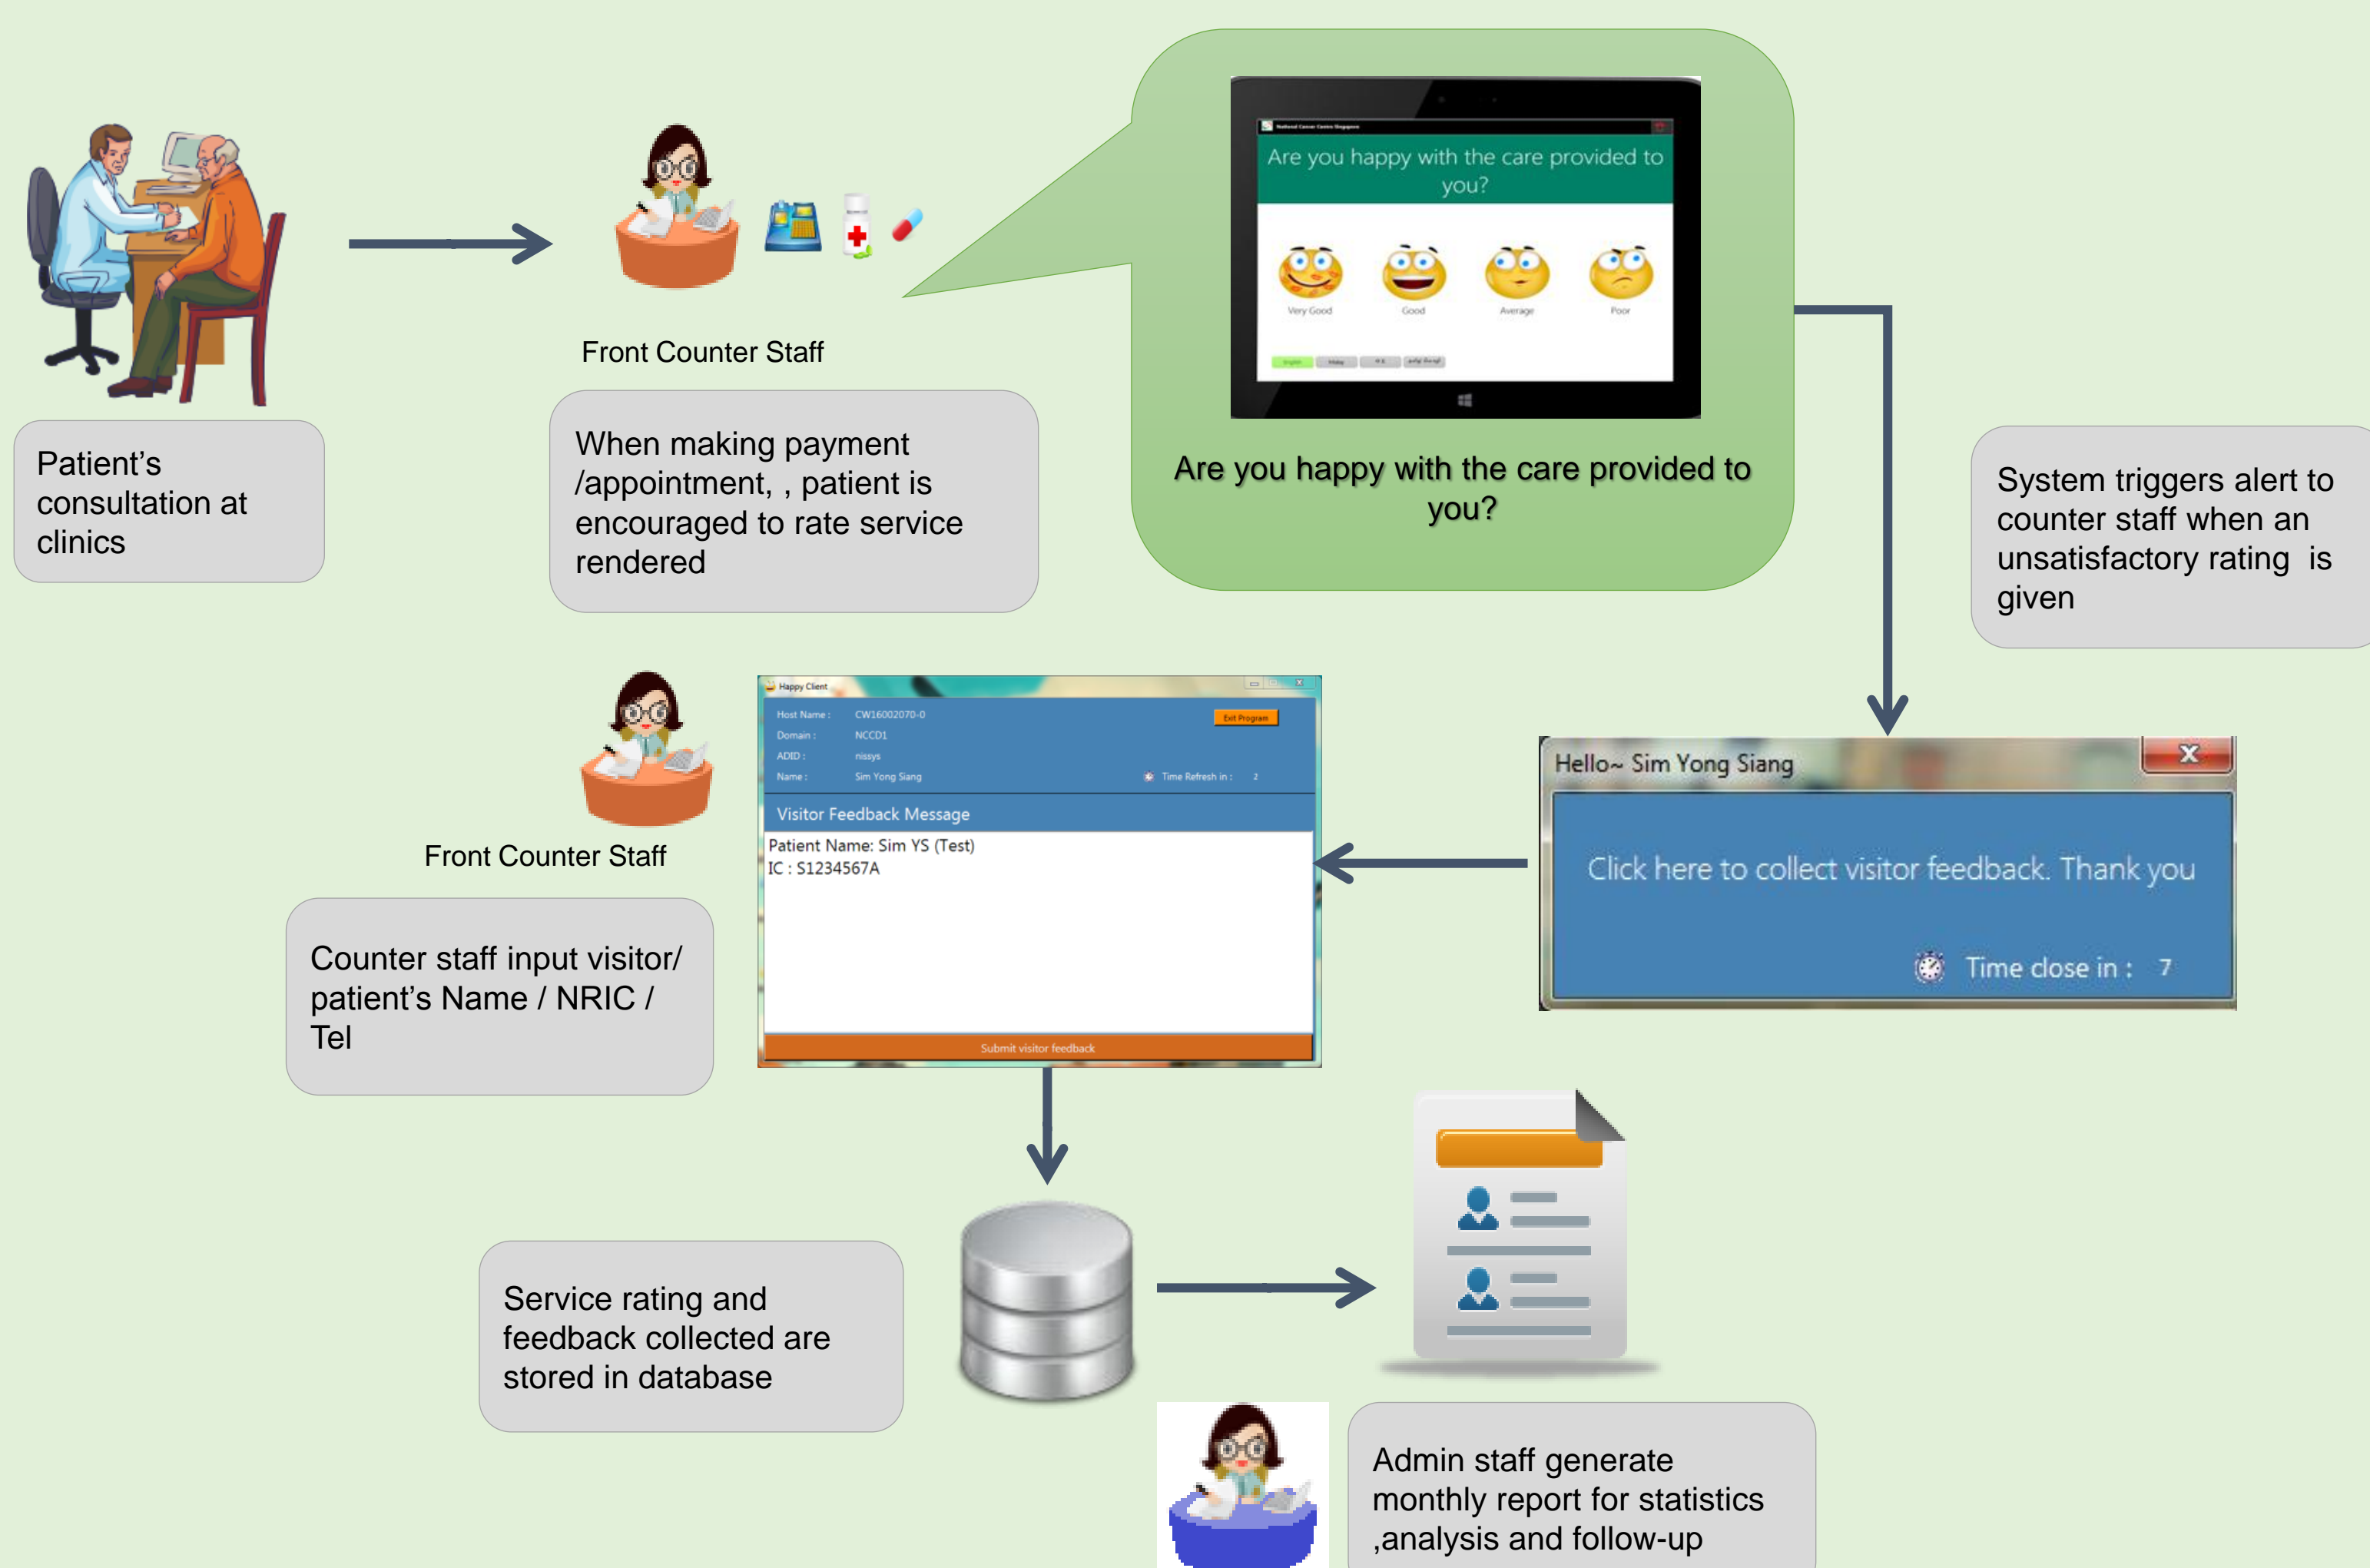 National Cancer Centre Singapore
Are you happy with the care provided to
you?
Very Good
Good
Average
Poor
English
Malay
Front Counter Staff
Are you happy with the care provided to
you?
Patient’s
consultation at
clinics
When making payment
/appointment, , patient is
encouraged to rate service
rendered
System triggers alert to
counter staff when an
unsatisfactory rating  is
given
Happy Client
Host Name :
CW16002070-0
Exit Program
Domain :
NCCD1
ADID :
nissys
Name :
Sim Yong Siang
Time Refresh in :
2
Visitor Feedback Message
Patient Name: Sim YS (Test)
IC : S1234567A
Submit visitor feedback
Hello~ Sim Yong Siang
X
Click here to collect visitor feedback. Thank you
Time close in :
7
Front Counter Staff
Counter staff input visitor/
patient’s Name / NRIC /
Tel
Service rating and
feedback collected are
stored in database
Admin staff generate
monthly report for statistics
,analysis and follow-up